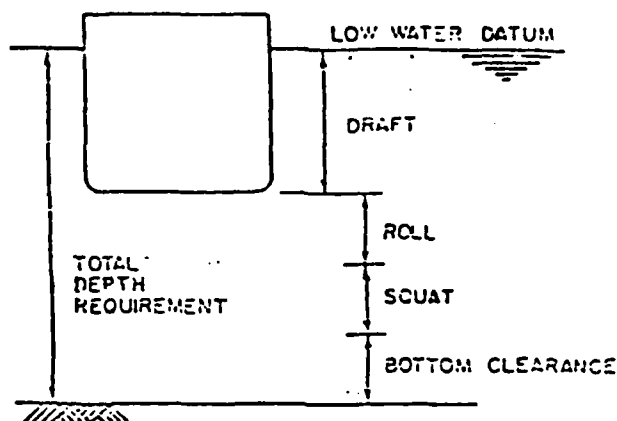 LOW WATER DATUM
DRAFT
ROLL
TOTAL
DEPTH
REQUIREMENT
SQUAT
BOTTOM CLEARANCE